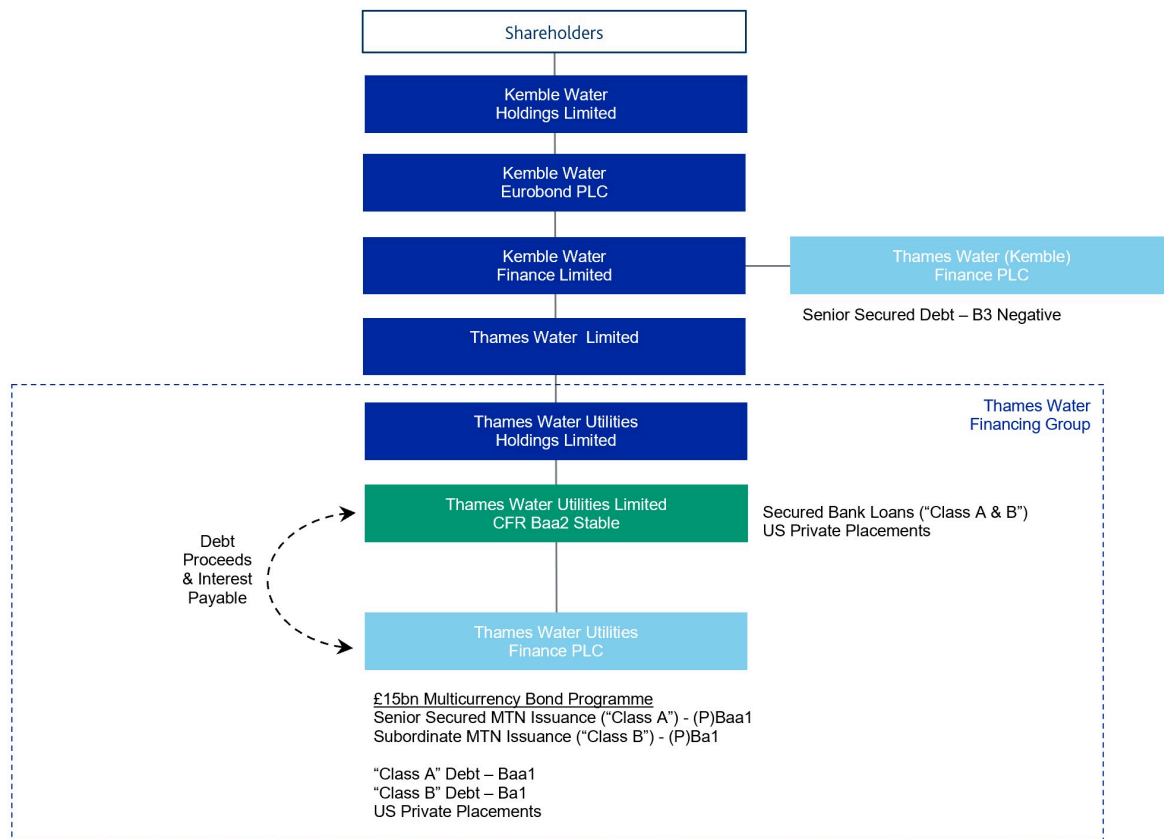 Shareholders
Kemble Water
Holdings Limited
Kemble Water
Eurobond PLC
Kemble Water
Finance Limited
Thames Water (Kemble)
Finance PLC
Senior Secured Debt – B3 Negative
Thames Water Limited
Thames Water
Financing Group
Thames Water Utilities
Holdings Limited
Thames Water Utilities Limited
CFR Baa2 Stable
Secured Bank Loans (“Class A & B”)
US Private Placements
Debt
Proceeds
& Interest
Payable
Thames Water Utilities
Finance PLC
£15bn Multicurrency Bond Programme
Senior Secured MTN Issuance (“Class A”) - (P)Baa1
Subordinate MTN Issuance (“Class B”) - (P)Ba1
“Class A” Debt – Baa1
“Class B” Debt – Ba1
US Private Placements